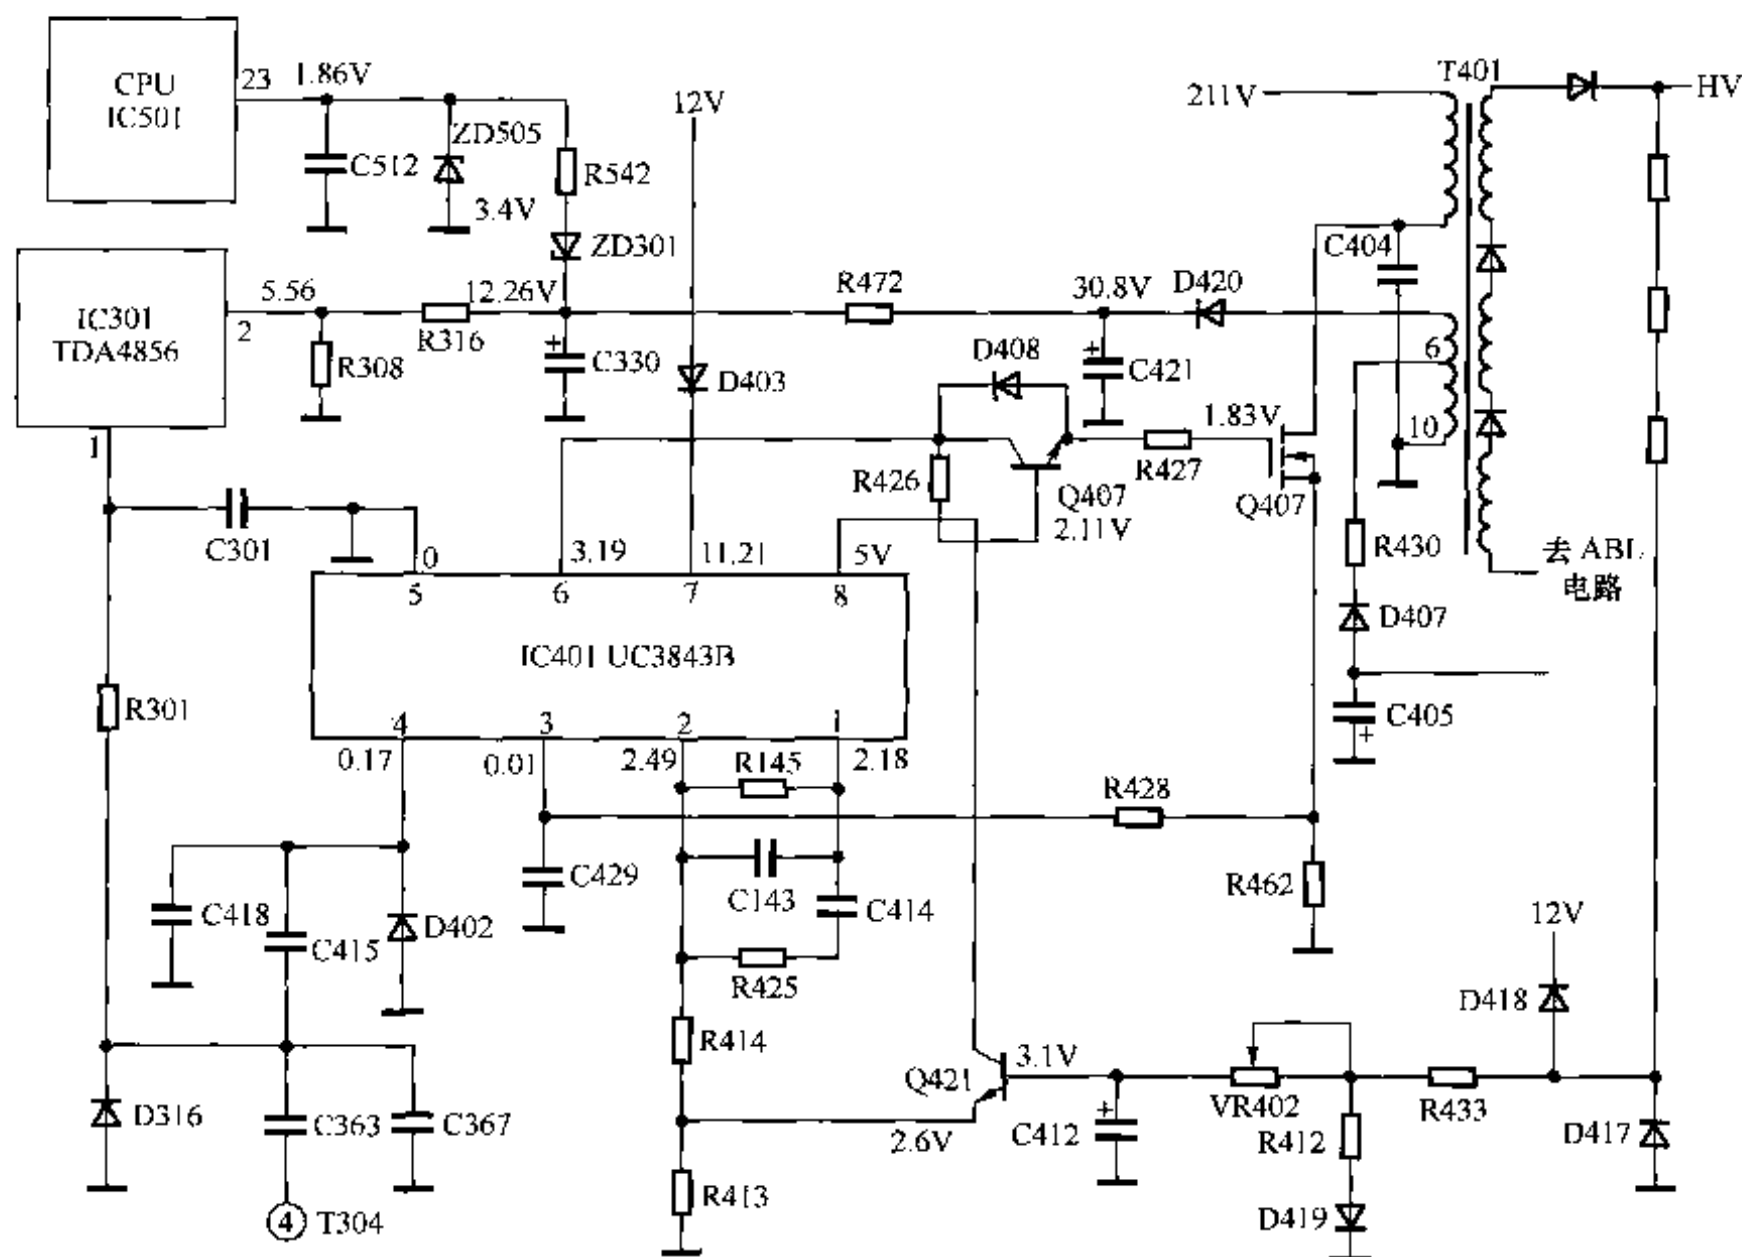 CPU
IC501
23
1.86V
C512
ZD505
3.4V
R542
ZD301
12V
211V
T401
HV
C404
IC301
TDA4856
5.56
2
R308
R316
12.26V
C330
D403
R472
30.8V
D420
C421
D408
6
10
1
C301
R426
Q407
2.11V
R427
1.83V
Q407
R430
D407
C405
去 ABL
电路
0
3.19
11.21
5V
5
6
7
8
IC401 UC3843B
4
3
2
1
0.17
0.01
2.49
2.18
R301
R145
R428
C429
C143
C414
R425
R462
C418
C415
D402
12V
D418
R414
Q421
3.1V
VR402
R433
C412
R412
D417
D316
C363
C367
2.6V
R413
D419
4 T304